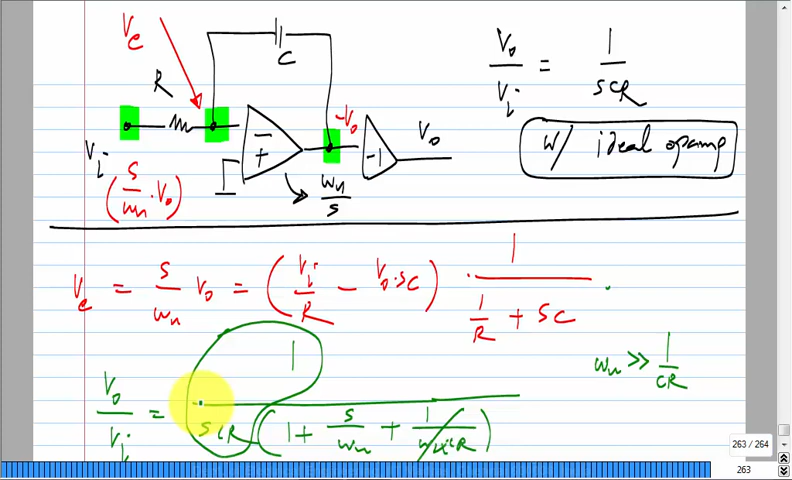 Ve
R
C
Vo/Vi = 1/sCR
w/ ideal opamp
-Vo
Vo
Vi
- +
-1
(s/ωu · Vo)
ωu/s
Ve = s/ωu Vo = (Vi/R - Vo·sC) · 1/(1/R + sC) .
ωu >> 1/CR
Vo/Vi = 1/(sCR (1 + s/ωu + 1/ωuCR))
263 / 264
263